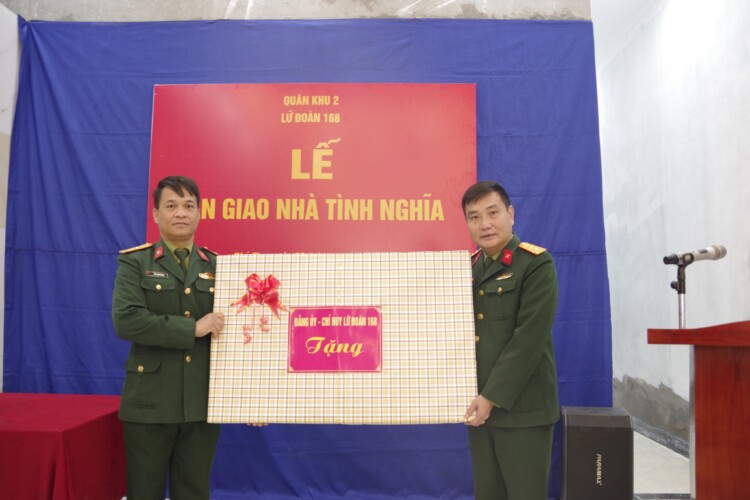 QUÂN KHU 2
LỮ ĐOÀN 168
LỄ
N GIAO NHÀ TÌNH NGHĨA
ĐẢNG ỦY - CHỈ HUY LỮ ĐOÀN 168
Tặng
PARAMAX